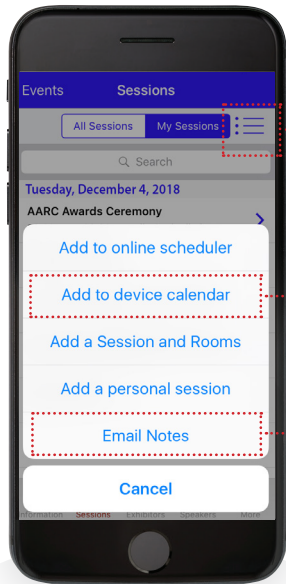 Events Sessions
All Sessions My Sessions
Search
Tuesday, December 4, 2018
AARC Awards Ceremony
Add to online scheduler
Add to device calendar
Add a Session and Rooms
Add a personal session
Email Notes
Cancel
Information Sessions Exhibitors Speakers More